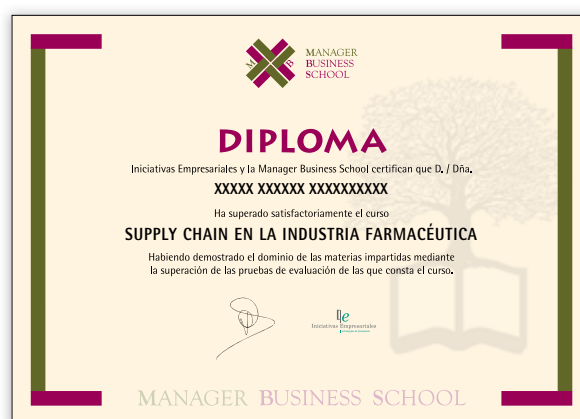 M B
MANAGER
BUSINESS
SCHOOL
DIPLOMA
Iniciativas Empresariales y la Manager Business School certifican que D. / Dña.
XXXXX XXXXXX XXXXXXXXXX
Ha superado satisfactoriamente el curso
SUPPLY CHAIN EN LA INDUSTRIA FARMACÉUTICA
Habiendo demostrado el dominio de las materias impartidas mediante
la superación de las pruebas de evaluación de las que consta el curso.
Iniciativas Empresariales
MANAGER BUSINESS SCHOOL